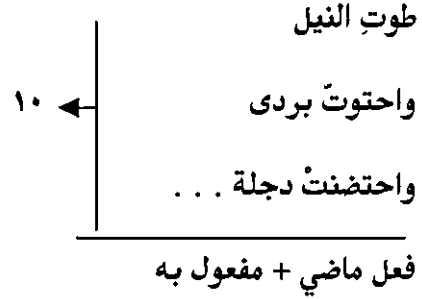 طوتِ النيل
واحتوتّ بردى
١٠
واحتضنتْ دجلة . . .
فعل ماضي + مفعول به